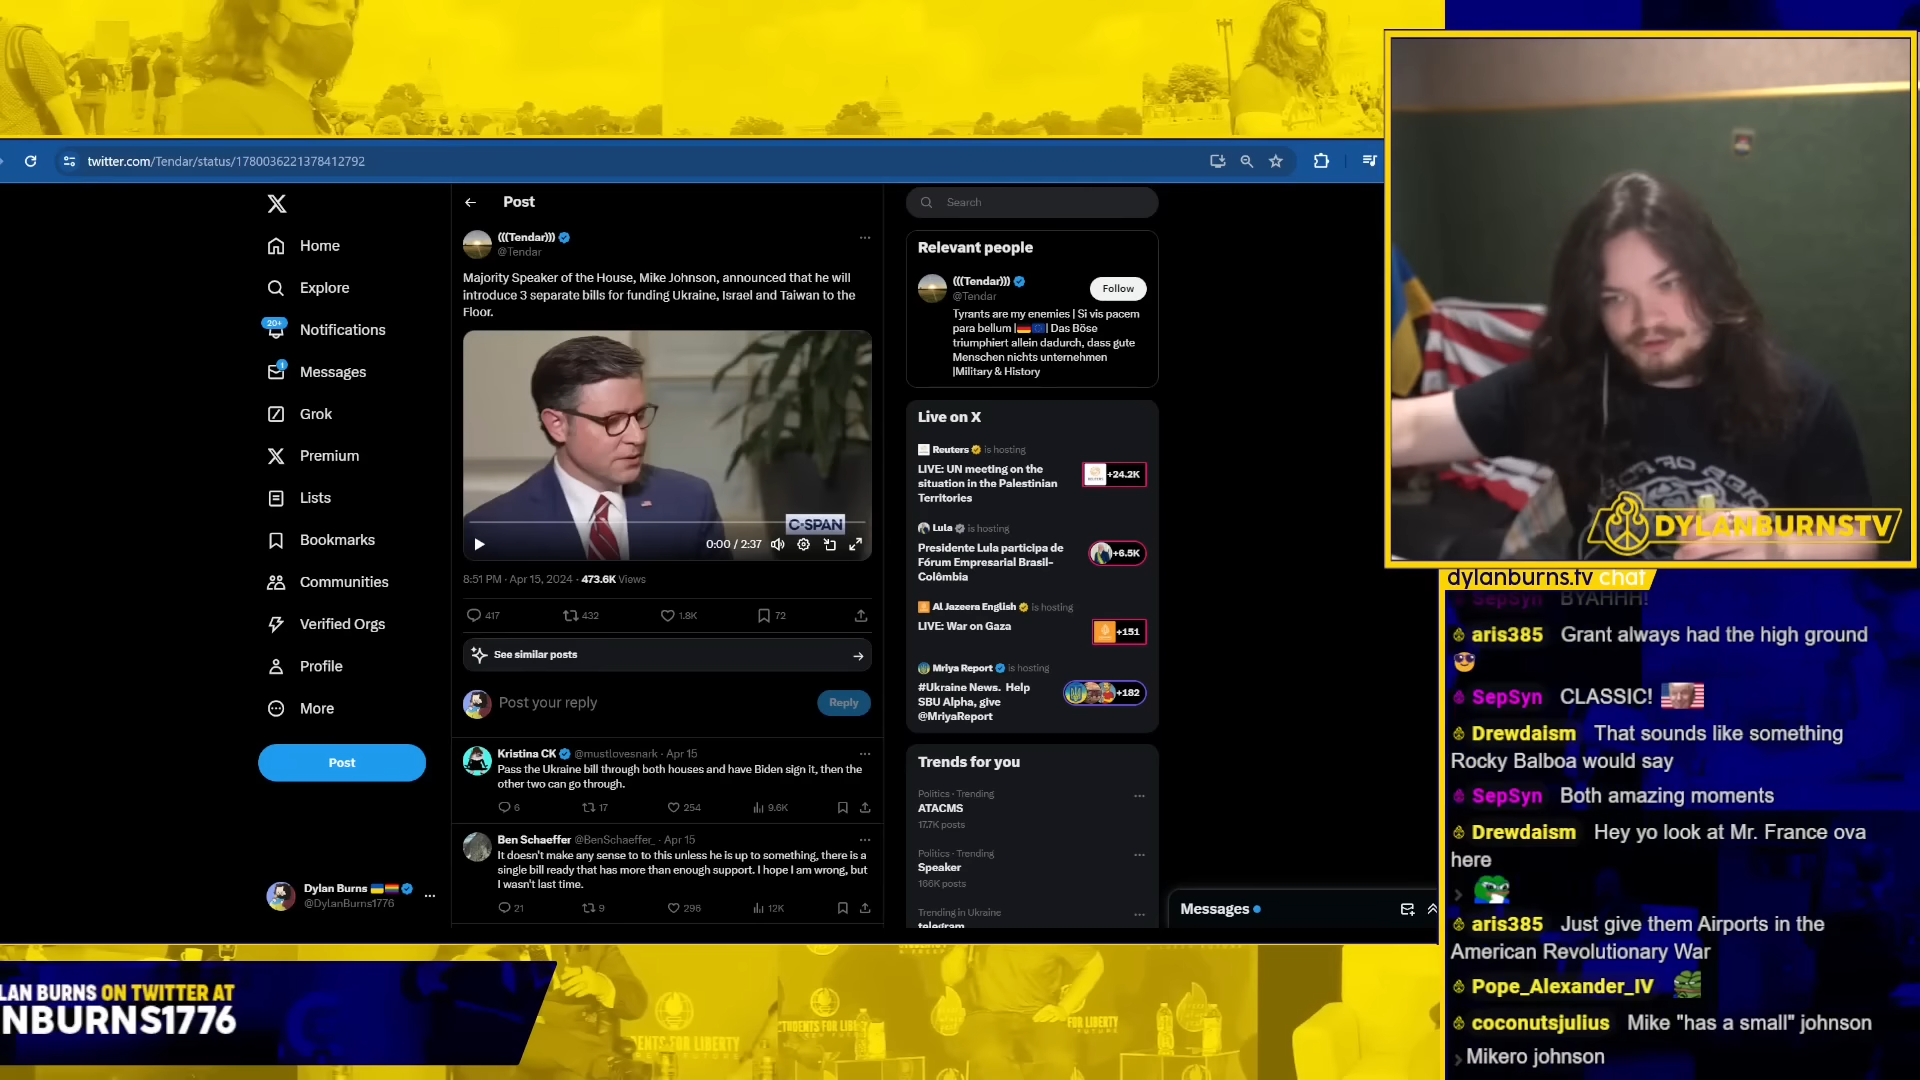 twitter.com/Tendar/status/1780036221378412792
Home
Explore
20+
Notifications
1
Messages
Grok
Premium
Lists
Bookmarks
Communities
Verified Orgs
Profile
More
Post
Dylan Burns
@DylanBurns1776
Post
(((Tendar)))
@Tendar
Majority Speaker of the House, Mike Johnson, announced that he will
introduce 3 separate bills for funding Ukraine, Israel and Taiwan to the
Floor.
C-SPAN
0:00 / 2:37
8:51 PM · Apr 15, 2024 · 473.6K Views
417 432 1.8K 72
See similar posts
Post your reply
Reply
Kristina CK @mustlovesnark · Apr 15
Pass the Ukraine bill through both houses and have Biden sign it, then the
other two can go through.
6 17 254 9.6K
Ben Schaeffer @BenSchaeffer_ · Apr 15
It doesn't make any sense to to this unless he is up to something, there is a
single bill ready that has more than enough support. I hope I am wrong, but
I wasn't last time.
21 9 296 12K
Search
Relevant people
(((Tendar)))
@Tendar
Follow
Tyrants are my enemies | Si vis pacem
para bellum | | Das Böse
triumphiert allein dadurch, dass gute
Menschen nichts unternehmen
|Military & History
Live on X
Reuters is hosting
LIVE: UN meeting on the
situation in the Palestinian
Territories
+24.2K
Lula is hosting
Presidente Lula participa de
Fórum Empresarial Brasil-
Colômbia
+6.5K
Al Jazeera English is hosting
LIVE: War on Gaza
+151
Mriya Report is hosting
#Ukraine News. Help
SBU Alpha, give
@MriyaReport
+182
Trends for you
Politics · Trending
ATACMS
17.7K posts
Politics · Trending
Speaker
166K posts
Trending in Ukraine
telegram
Messages
DYLANBURNSTV
dylanburns.tv chat
SepSyn BYAHHH!
aris385 Grant always had the high ground
SepSyn CLASSIC!
Drewdaism That sounds like something
Rocky Balboa would say
SepSyn Both amazing moments
Drewdaism Hey yo look at Mr. France ova
here
aris385 Just give them Airports in the
American Revolutionary War
Pope_Alexander_IV
coconutsjulius Mike "has a small" johnson
Mikero johnson
LAN BURNS ON TWITTER AT
NBURNS1776
DENTS FOR LIBERTY
FOR LIBERTY